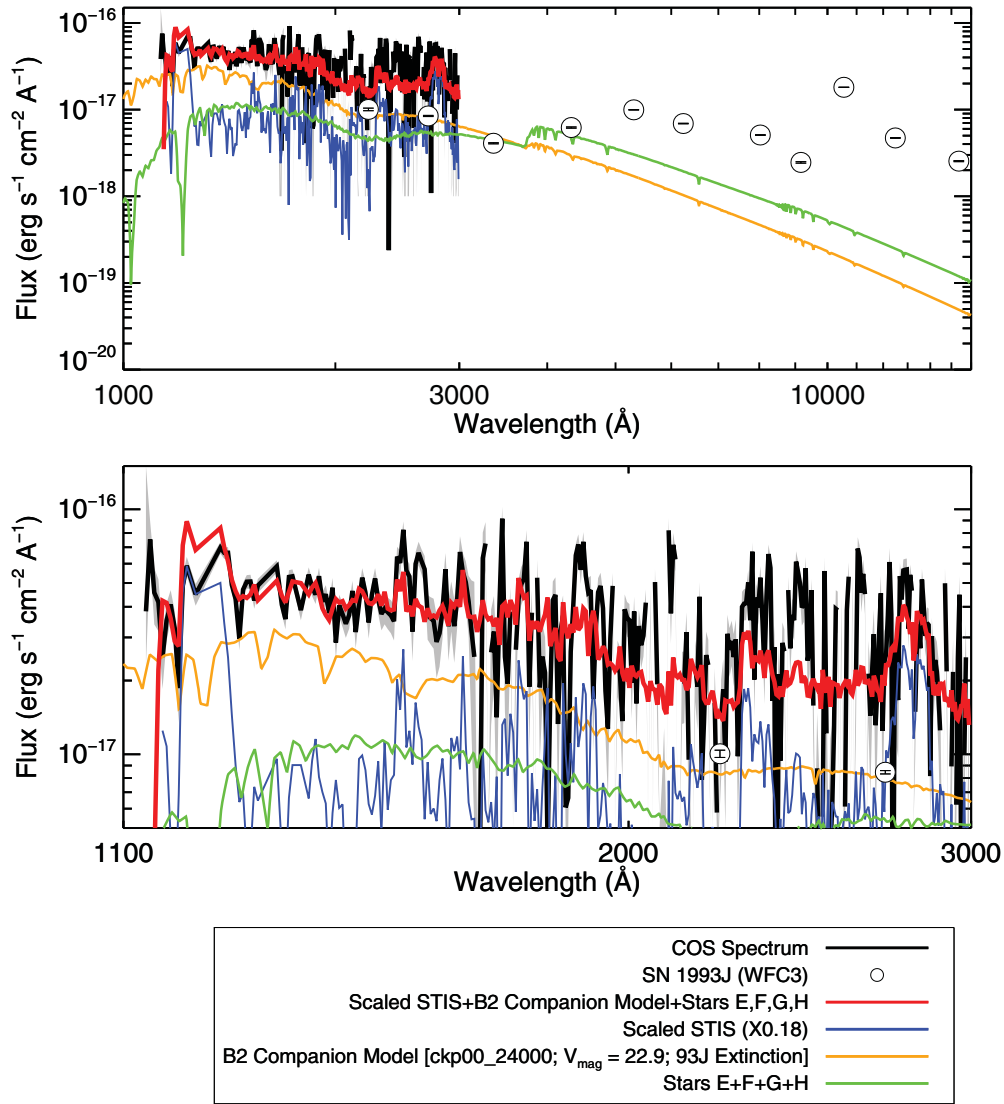 10⁻¹⁶
10⁻¹⁷
10⁻¹⁸
10⁻¹⁹
10⁻²⁰
Flux (erg s⁻¹ cm⁻² A⁻¹)
1000
3000
10000
Wavelength (Å)
10⁻¹⁶
10⁻¹⁷
Flux (erg s⁻¹ cm⁻² A⁻¹)
1100
2000
3000
Wavelength (Å)
COS Spectrum
SN 1993J (WFC3)
Scaled STIS+B2 Companion Model+Stars E,F,G,H
Scaled STIS (X0.18)
B2 Companion Model [ckp00_24000; Vmag = 22.9; 93J Extinction]
Stars E+F+G+H